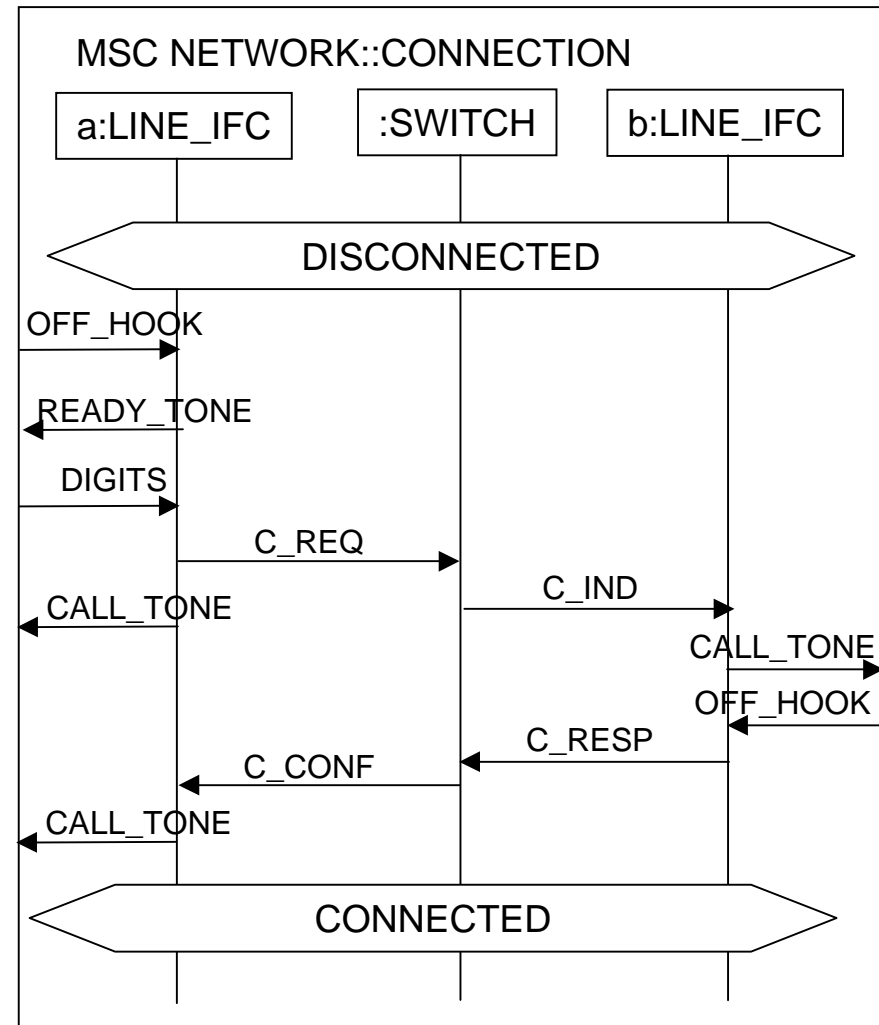 MSC NETWORK::CONNECTION
a:LINE_IFC
:SWITCH
b:LINE_IFC
DISCONNECTED
OFF_HOOK
READY_TONE
DIGITS
C_REQ
C_IND
CALL_TONE
CALL_TONE
OFF_HOOK
C_RESP
C_CONF
CALL_TONE
CONNECTED